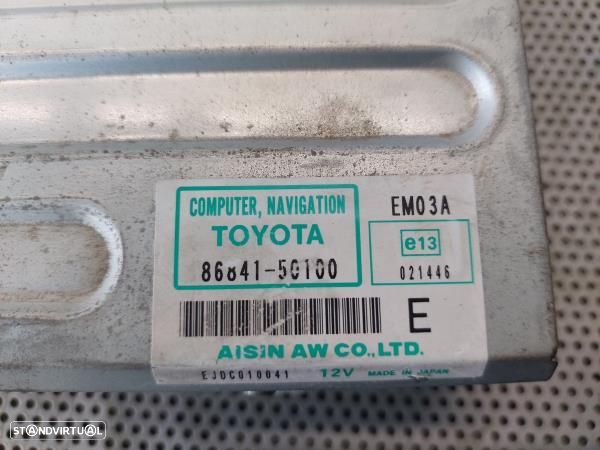 COMPUTER, NAVIGATION
TOYOTA
86841-50100
EM03A
e13
021446
E
AISIN AW CO.,LTD.
EJDC010041 12V MADE IN JAPAN
STANDVIRTUAL